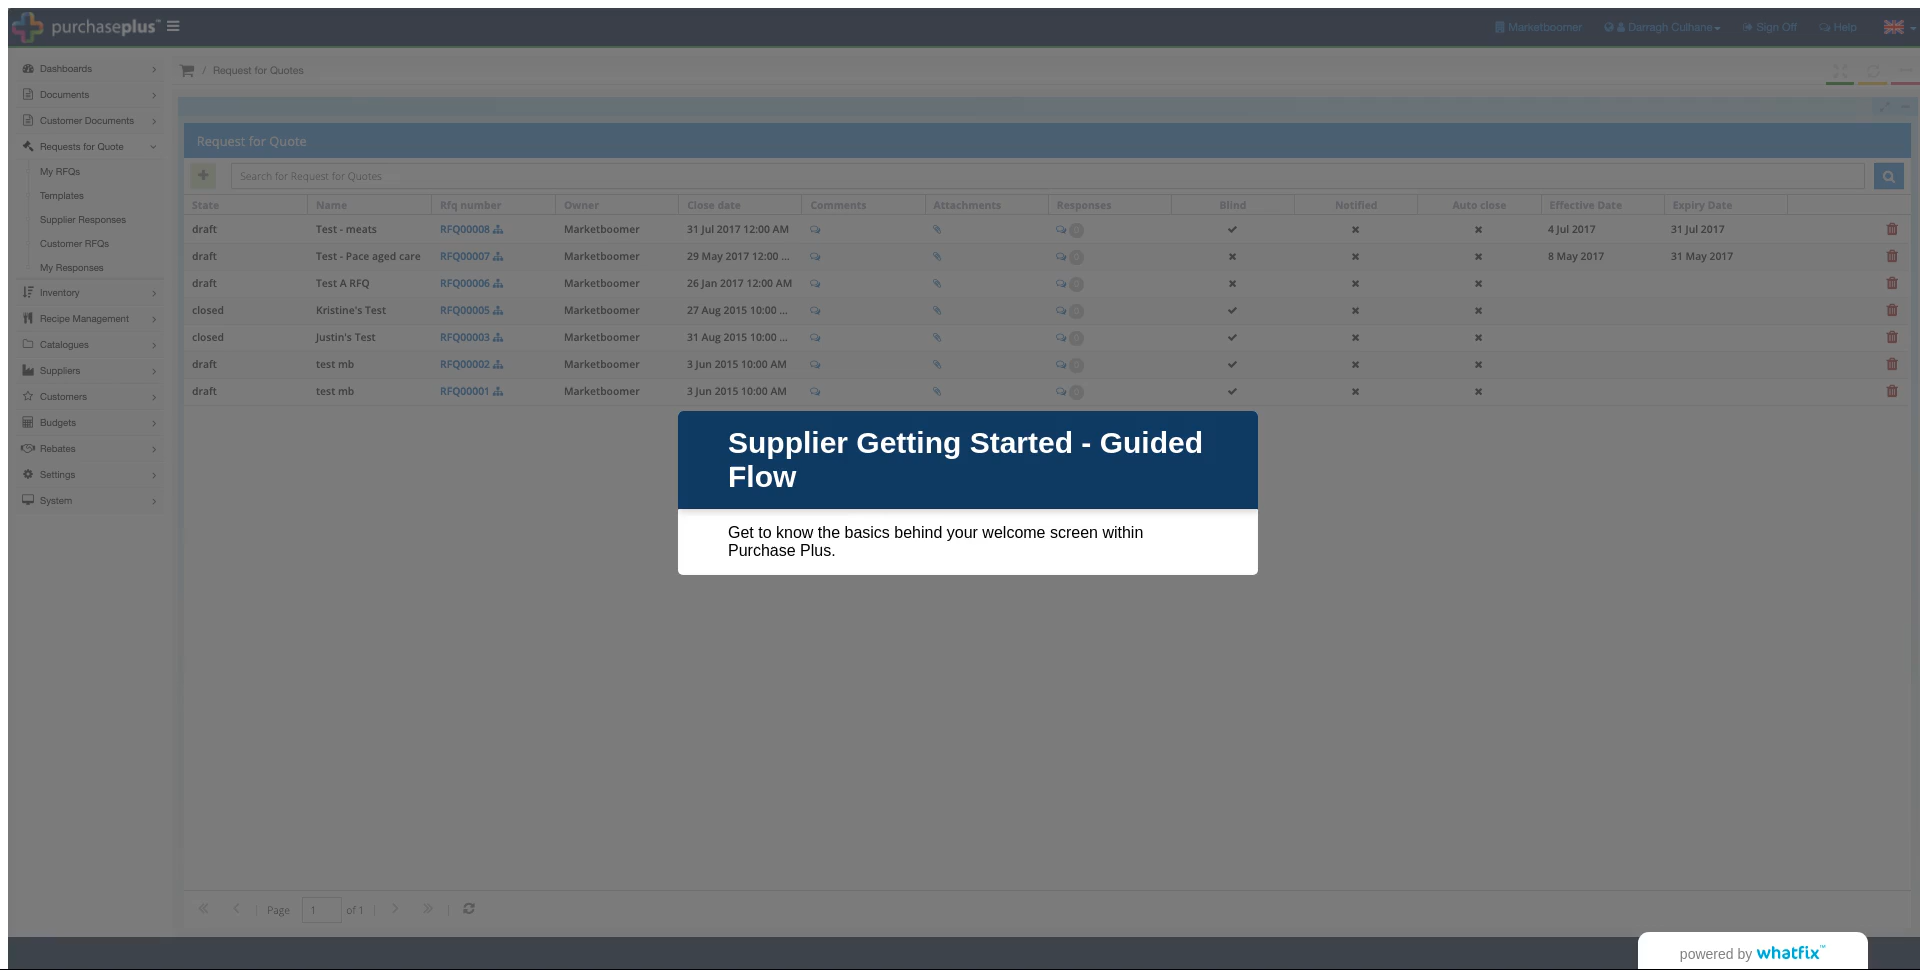 purchaseplus™
Marketboomer Darragh Culhane Sign Off Help
Dashboards
Documents
Customer Documents
Requests for Quote
My RFQs
Templates
Supplier Responses
Customer RFQs
My Responses
Inventory
Recipe Management
Catalogues
Suppliers
Customers
Budgets
Rebates
Settings
System
/ Request for Quotes
Request for Quote
Search for Request for Quotes ...
State Name Rfq number Owner Close date Comments Attachments Responses Blind Notified Auto close Effective Date Expiry Date
draft Test - meats RFQ00008 Marketboomer 31 Jul 2017 12:00 AM 0 4 Jul 2017 31 Jul 2017
draft Test - Pace aged care RFQ00007 Marketboomer 29 May 2017 12:00 ... 0 8 May 2017 31 May 2017
draft Test A RFQ RFQ00006 Marketboomer 26 Jan 2017 12:00 AM 0
closed Kristine's Test RFQ00005 Marketboomer 27 Aug 2015 10:00 ... 0
closed Justin's Test RFQ00003 Marketboomer 31 Aug 2015 10:00 ... 0
draft test mb RFQ00002 Marketboomer 3 Jun 2015 10:00 AM 0
draft test mb RFQ00001 Marketboomer 3 Jun 2015 10:00 AM 0
Supplier Getting Started - Guided
Flow
Get to know the basics behind your welcome screen within
Purchase Plus.
Page 1 of 1
powered by whatfix™